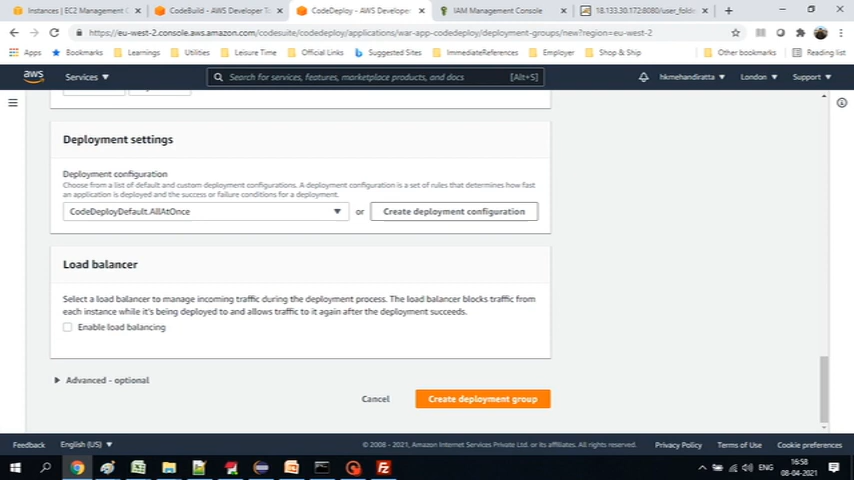 Instances | EC2 Management C
CodeBuild - AWS Developer T
CodeDeploy - AWS Develope
IAM Management Console
18.133.30.172:8080/user_folde
https://eu-west-2.console.aws.amazon.com/codesuite/codedeploy/applications/war-app-codedeploy/deployment-groups/new?region=eu-west-2
Apps
Bookmarks
Learnings
Utilities
Leisure Time
Official Links
Suggested Sites
ImmediateReferences
Employer
Shop & Ship
Other bookmarks
Reading list
aws
Services
Search for services, features, marketplace products, and docs
[Alt+S]
hkmehandiratta
London
Support
Deployment settings
Deployment configuration
Choose from a list of default and custom deployment configurations. A deployment configuration is a set of rules that determines how fast
an application is deployed and the success or failure conditions for a deployment.
CodeDeployDefault.AllAtOnce
or
Create deployment configuration
Load balancer
Select a load balancer to manage incoming traffic during the deployment process. The load balancer blocks traffic from
each instance while it's being deployed to and allows traffic to it again after the deployment succeeds.
Enable load balancing
Advanced - optional
Cancel
Create deployment group
Feedback
English (US)
© 2008 - 2021, Amazon Internet Services Private Ltd. or its affiliates. All rights reserved.
Privacy Policy
Terms of Use
Cookie preferences
ENG
16:58
08-04-2021